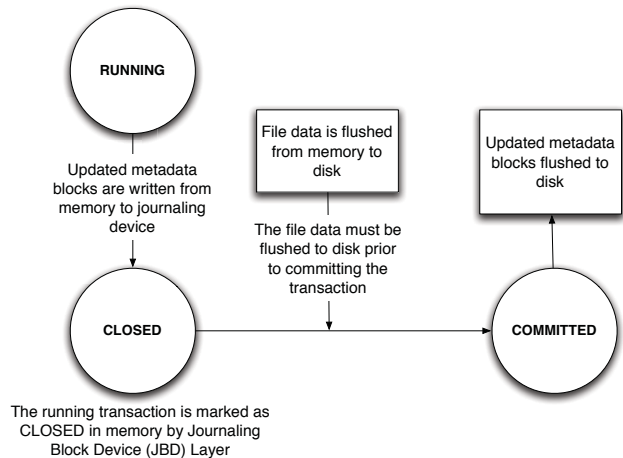 RUNNING
Updated metadata
blocks are written from
memory to journaling
device
File data is flushed
from memory to
disk
The file data must be
flushed to disk prior
to committing the
transaction
Updated metadata
blocks flushed to
disk
CLOSED
COMMITTED
The running transaction is marked as
CLOSED in memory by Journaling
Block Device (JBD) Layer